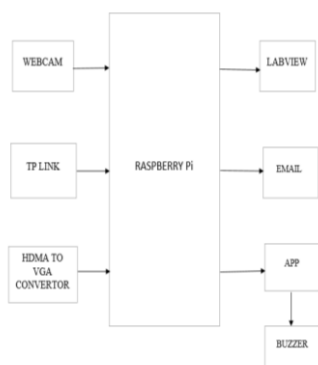 WEBCAM
LABVIEW
TP LINK
RASPBERRY Pi
EMAIL
HDMA TO
VGA
CONVERTOR
APP
BUZZER